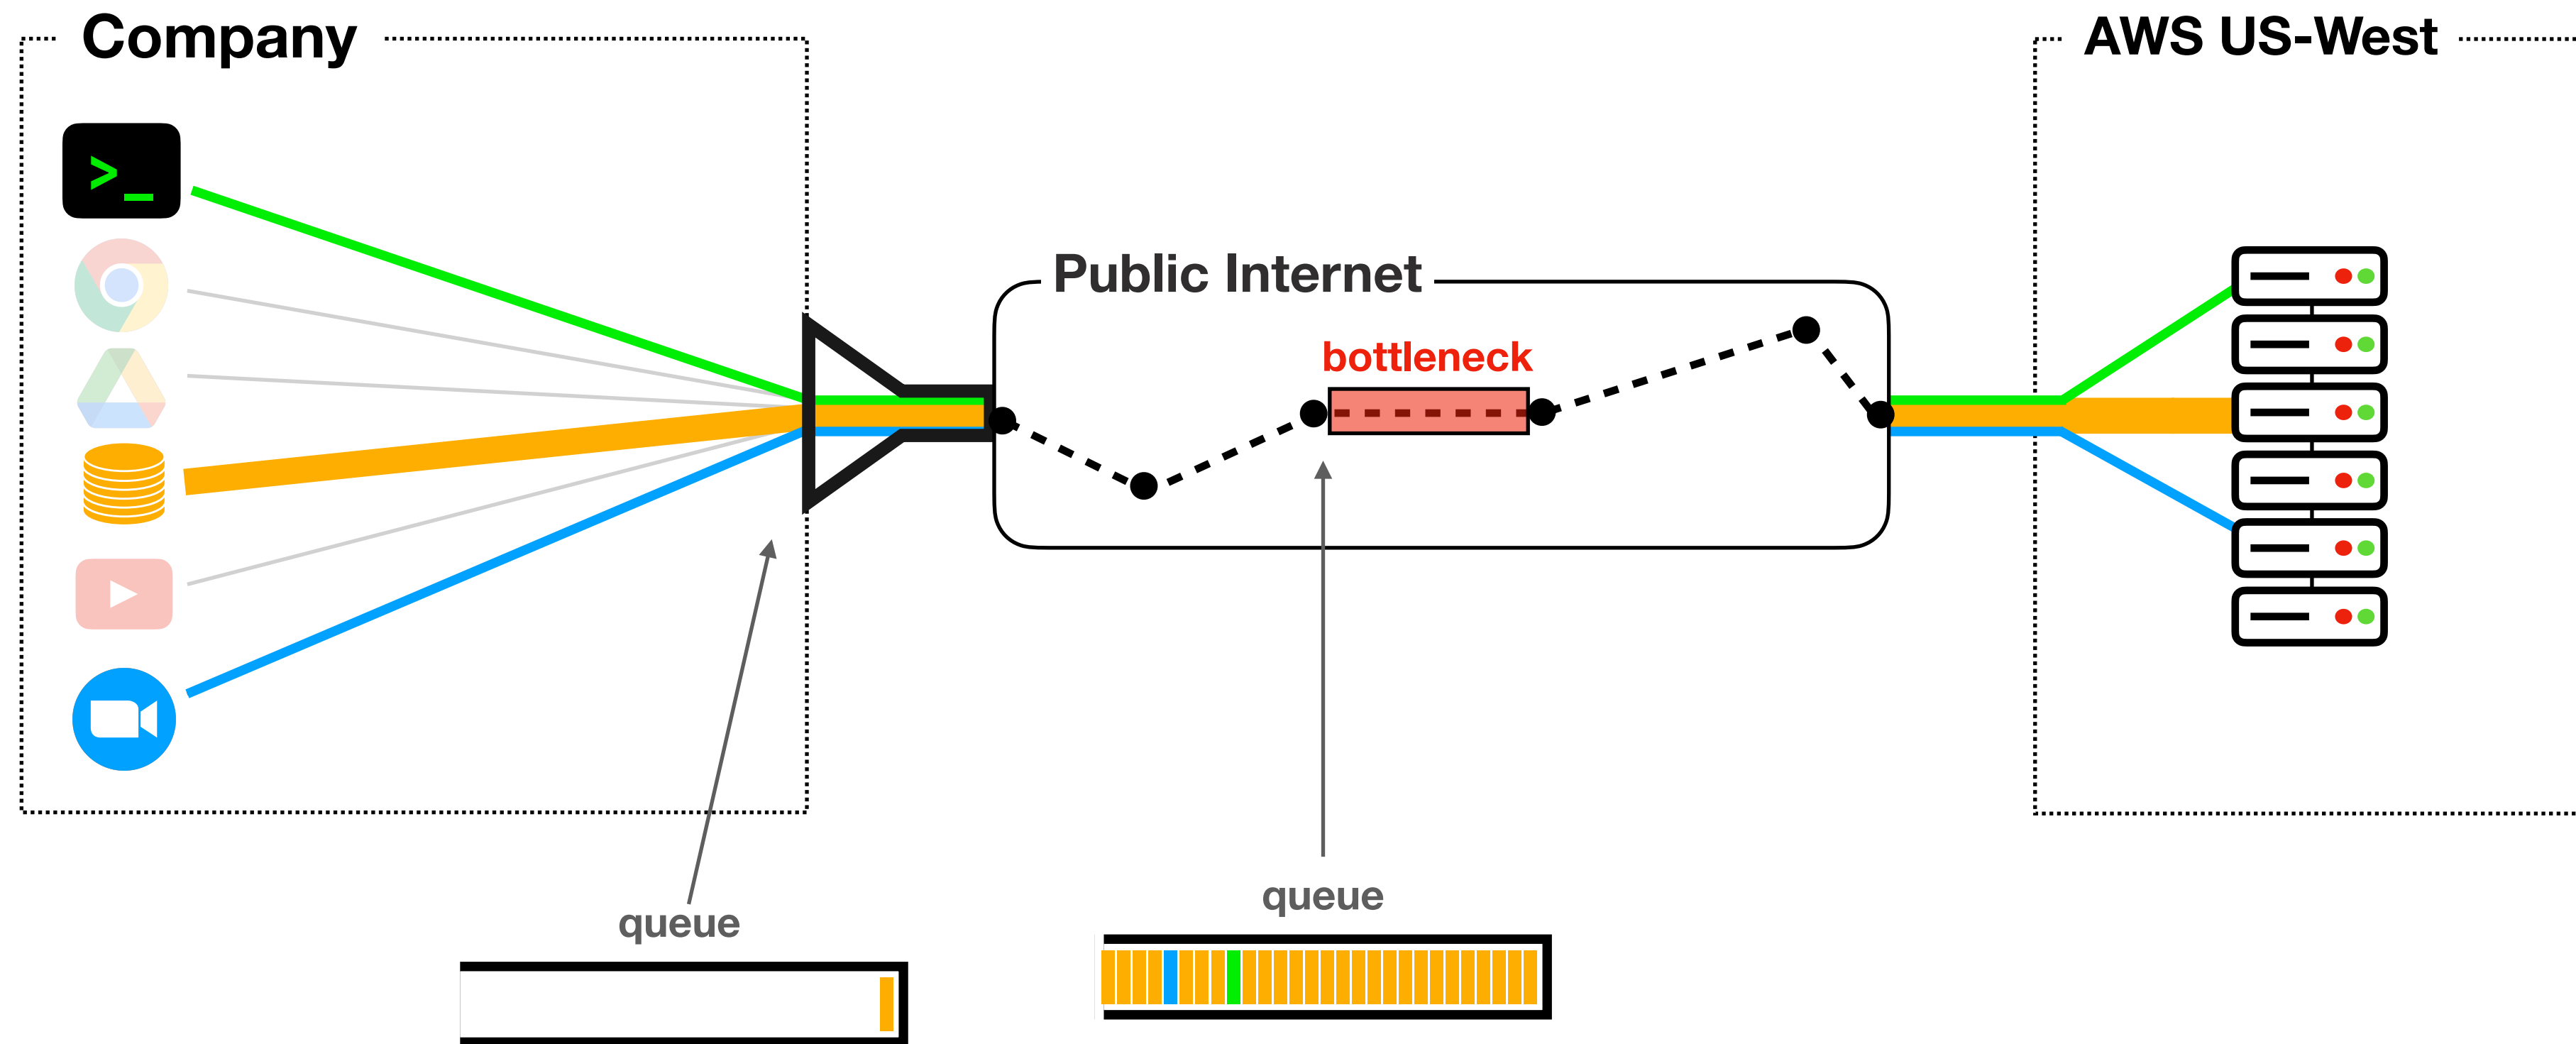 Company
AWS US-West
>_
Public Internet
bottleneck
queue
queue